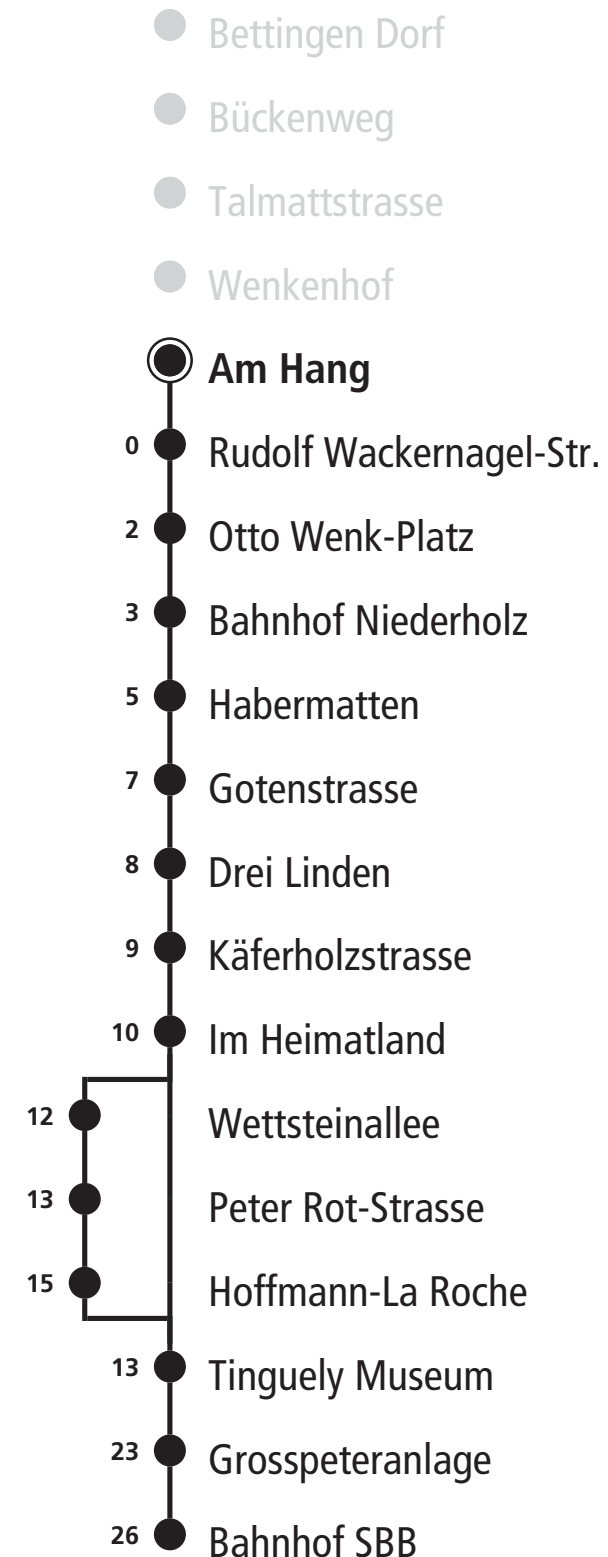 Bettingen Dorf
Bückenweg
Talmattstrasse
Wenkenhof
Am Hang
0 Rudolf Wackernagel-Str.
2 Otto Wenk-Platz
3 Bahnhof Niederholz
5 Habermatten
7 Gotenstrasse
8 Drei Linden
9 Käferholzstrasse
10 Im Heimatland
12 Wettsteinallee
13 Peter Rot-Strasse
15 Hoffmann-La Roche
13 Tinguely Museum
23 Grosspeteranlage
26 Bahnhof SBB